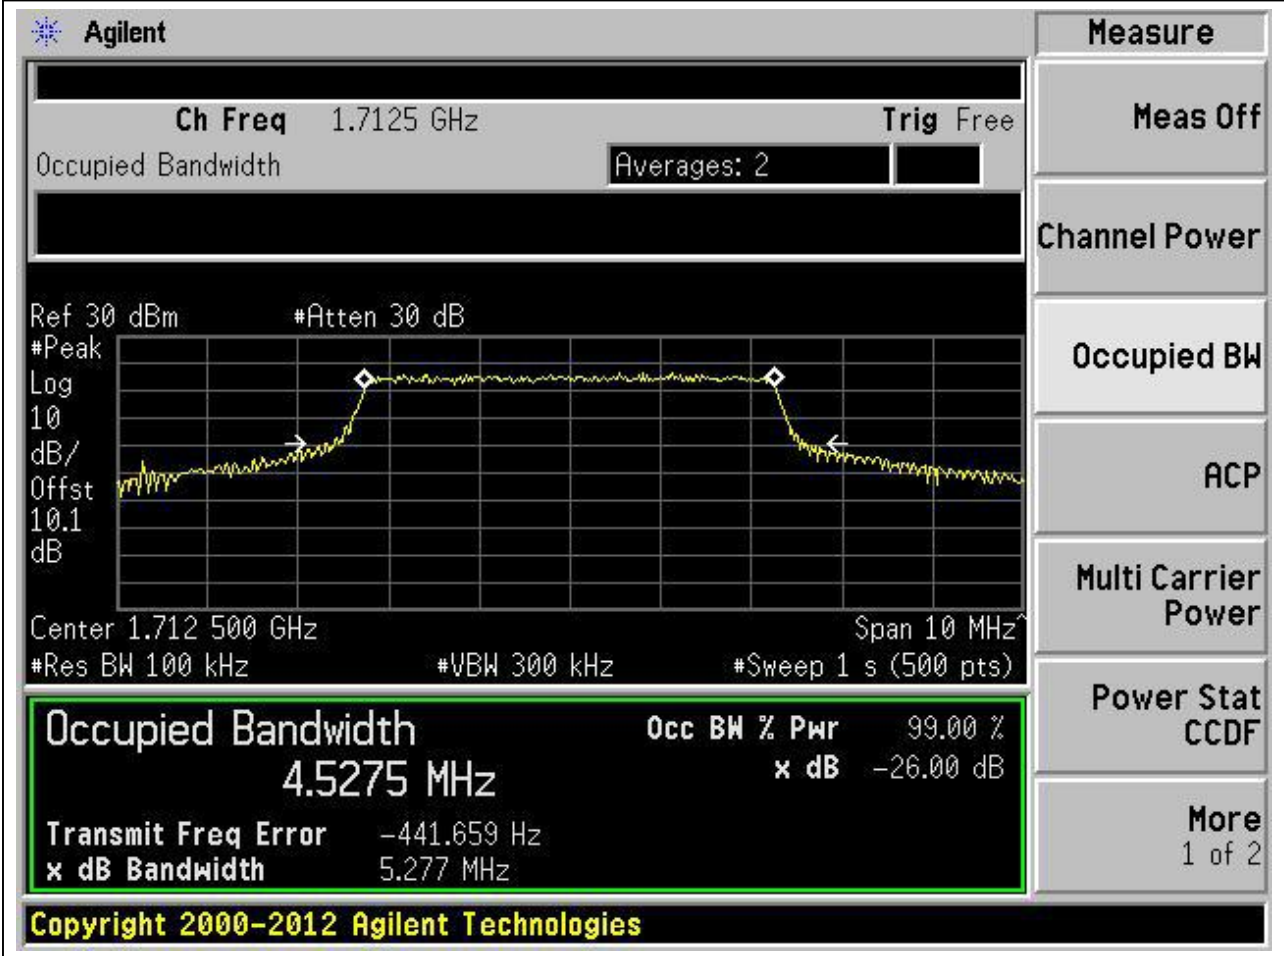 Agilent
Measure
Ch Freq 1.7125 GHz Trig Free
Occupied Bandwidth Averages: 2
Meas Off
Channel Power
Occupied BW
ACP
Multi Carrier
Power
Power Stat
CCDF
More
1 of 2
Ref 30 dBm #Atten 30 dB
#Peak
Log
10
dB/
Offst
10.1
dB
Center 1.712 500 GHz Span 10 MHz^
#Res BW 100 kHz #VBW 300 kHz #Sweep 1 s (500 pts)
Occupied Bandwidth Occ BW % Pwr 99.00 %
4.5275 MHz x dB -26.00 dB
Transmit Freq Error -441.659 Hz
x dB Bandwidth 5.277 MHz
Copyright 2000-2012 Agilent Technologies